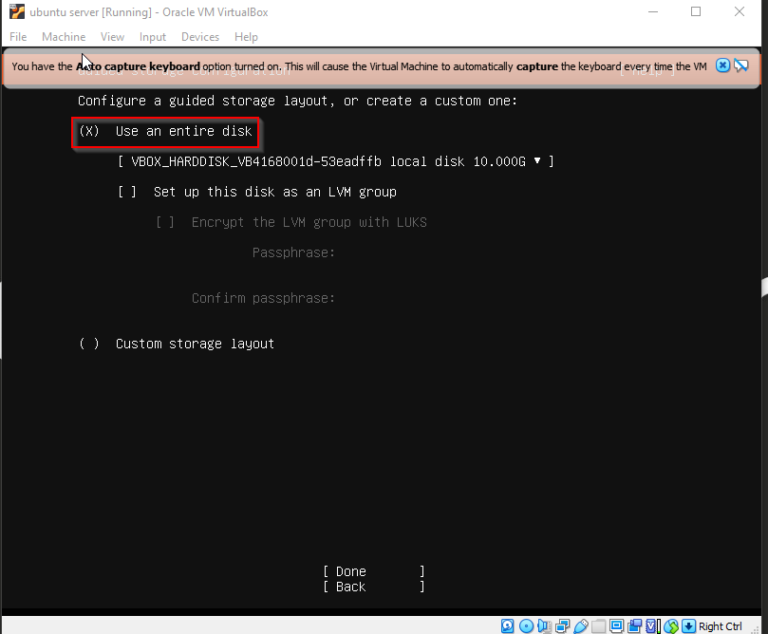 ubuntu server [Running] - Oracle VM VirtualBox
File Machine View Input Devices Help
You have the Auto capture keyboard option turned on. This will cause the Virtual Machine to automatically capture the keyboard every time the VM
Guided storage configuration [ Help ]
Configure a guided storage layout, or create a custom one:
(X) Use an entire disk
[ VBOX_HARDDISK_VB4168001d-53eadffb local disk 10.000G ▼ ]
[ ] Set up this disk as an LVM group
[ ] Encrypt the LVM group with LUKS
Passphrase:
Confirm passphrase:
( ) Custom storage layout
[ Done ]
[ Back ]
Right Ctrl